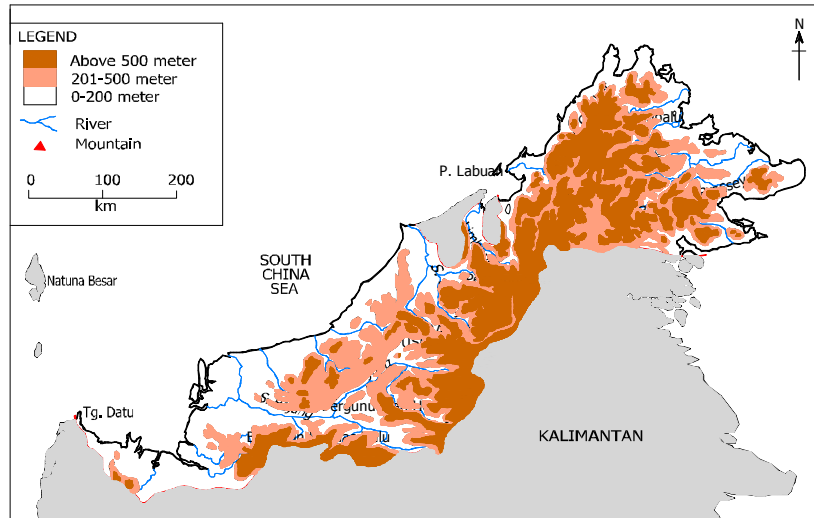 LEGEND
Above 500 meter
201-500 meter
0-200 meter
River
Mountain
0 100 200
km
N
P. Labuan
SOUTH
CHINA
SEA
Natuna Besar
Tg. Datu
KALIMANTAN